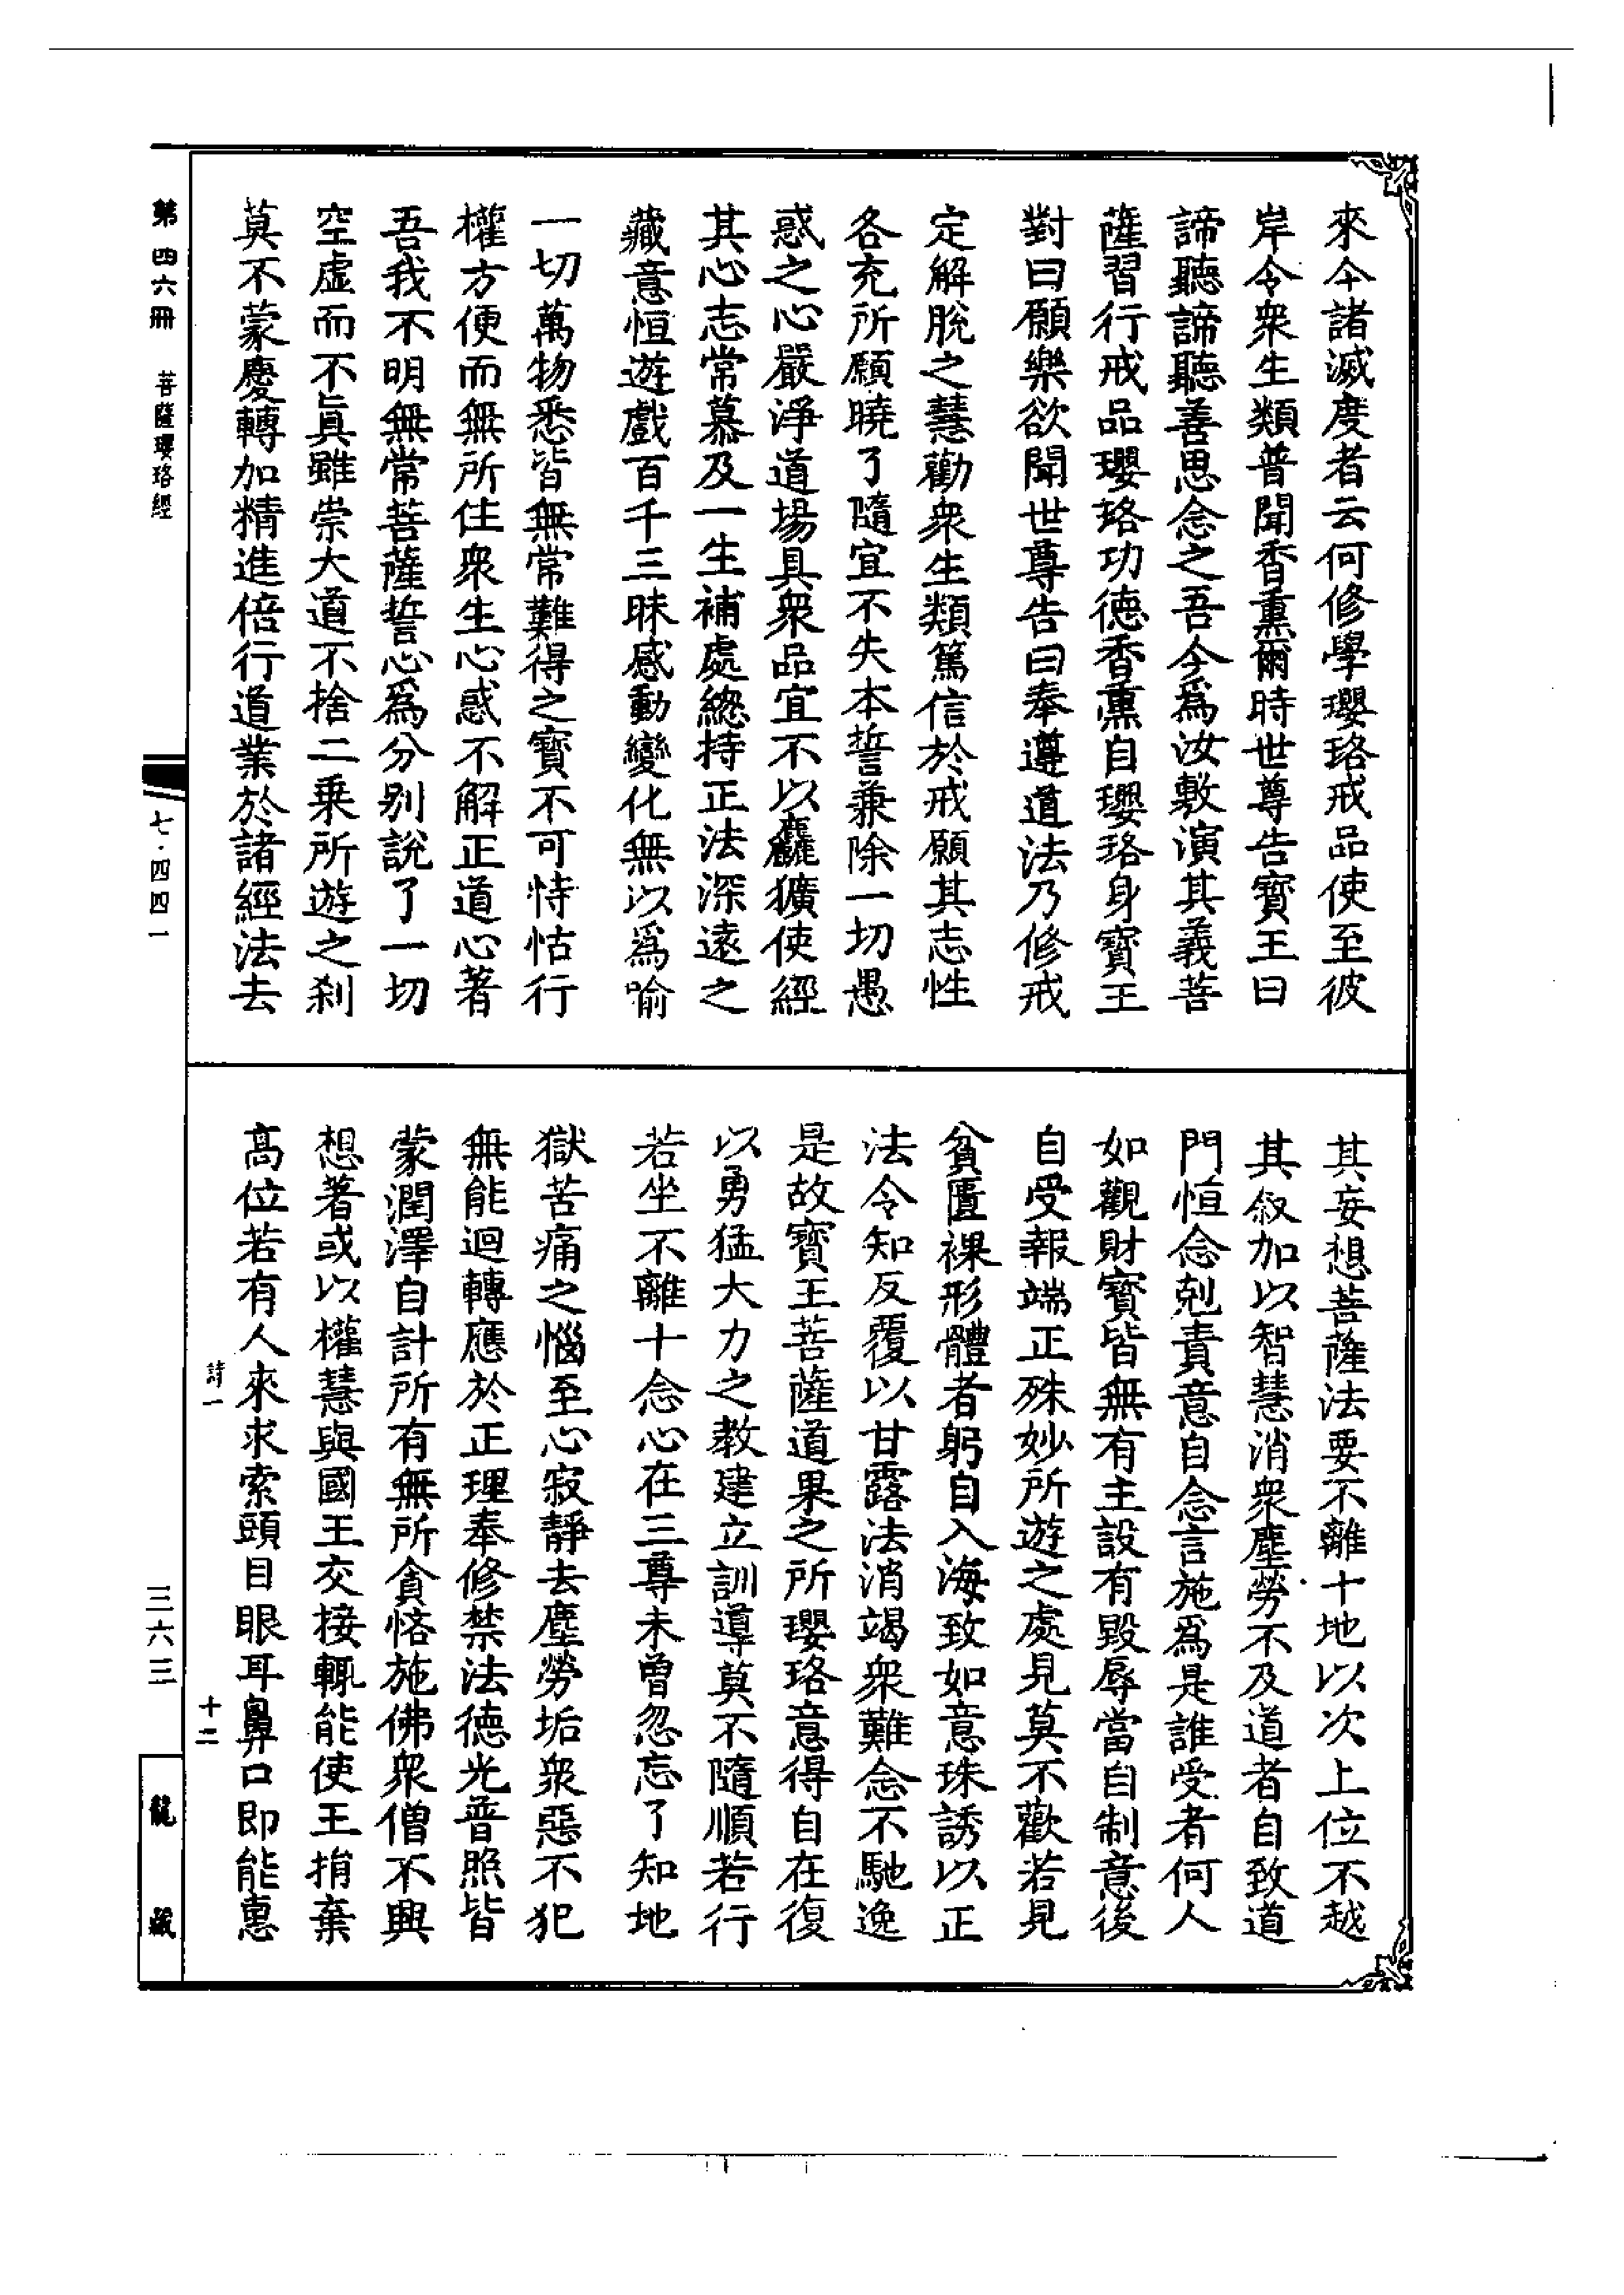 來今諸滅度者云何修學瓔珞戒品使至彼
岸令衆生類普聞香熏爾時世尊告寶王曰
諦聽諦聽善思念之吾今爲汝敷演其義菩
薩習行戒品瓔珞功德香熏自瓔珞身寶王
對曰願樂欲聞世尊告曰奉遵道法乃修戒
定解脫之慧勸衆生類篤信於戒願其志性
各充所願曉了隨宜不失本誓兼除一切愚
惑之心嚴淨道場具衆品宜不以麤獷使經
其心志常慕及一生補處總持正法深遠之
藏意恒遊戲百千三昧感動變化無以爲喻
一切萬物悉皆無常難得之寶不可恃怙行
權方便而無所住衆生心惑不解正道心著
吾我不明無常菩薩誓心爲分别說了一切
空虛而不眞雖崇大道不捨二乘所遊之刹
莫不蒙慶轉加精進倍行道業於諸經法去
其妄想菩薩法要不離十地以次上位不越
其叙加以智慧消衆塵勞不及道者自致道
門恒念剋責意自念言施爲是誰受者何人
如觀財寶皆無有主設有毀辱當自制意後
自受報端正殊妙所遊之處見莫不歡若見
貧匱裸形體者躬自入海致如意珠誘以正
法令知反覆以甘露法消竭衆難念不馳逸
是故寶王菩薩道果之所瓔珞意得自在復
以勇猛大力之教建立訓導莫不隨順若行
若坐不離十念心在三尊未曾忽忘了知地
獄苦痛之惱至心寂靜去塵勞垢衆惡不犯
無能迴轉應於正理奉修禁法德光普照皆
蒙潤澤自計所有無所貪悋施佛衆僧不興
想著或以權慧與國王交接輒能使王捐棄
高位若有人來求索頭目眼耳鼻口即能惠
詩一
十二
第四六冊
菩薩瓔珞經
七·四四一
三六三
龍藏